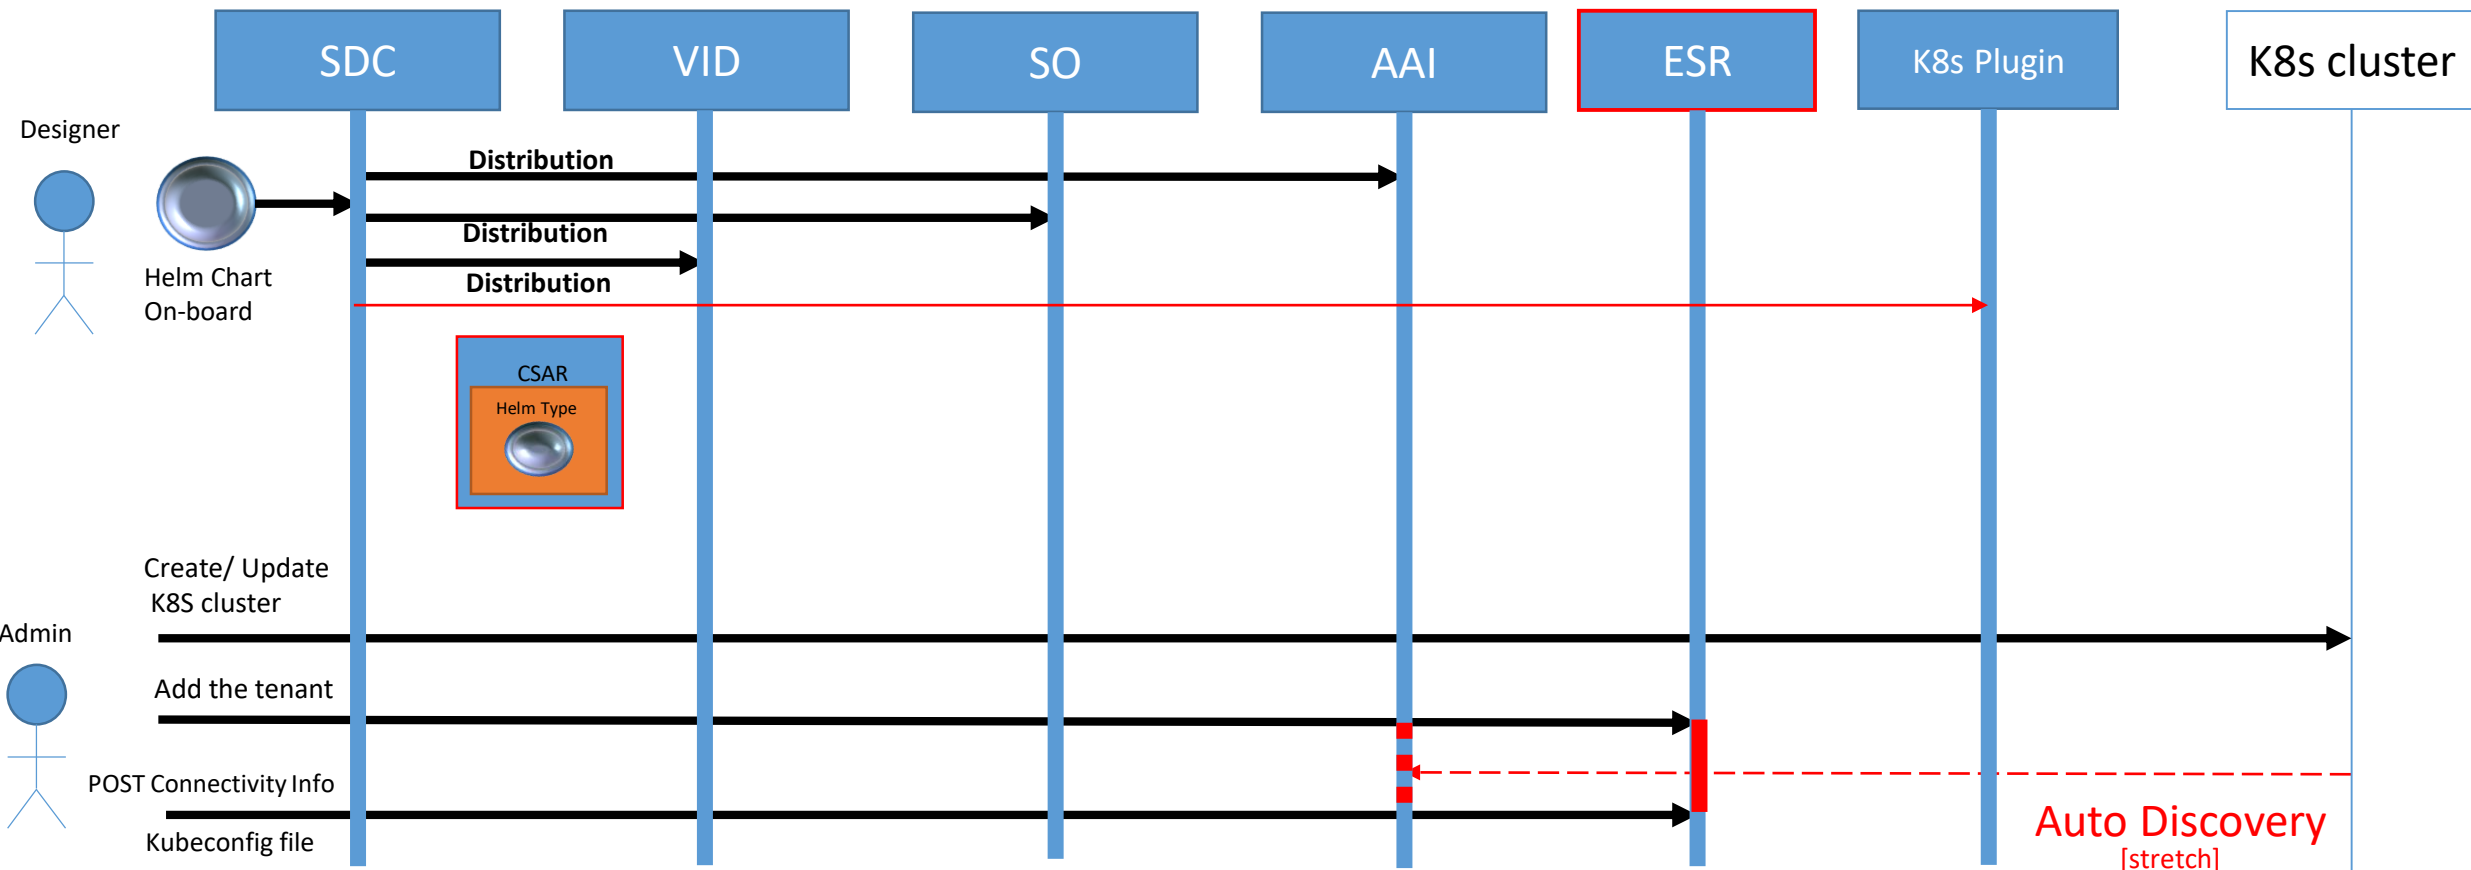 SDC
VID
SO
AAI
ESR
K8s Plugin
K8s cluster
Designer
Distribution
Distribution
Helm Chart
On-board
Distribution
CSAR
Helm Type
Create/ Update
K8S cluster
Admin
Add the tenant
POST Connectivity Info
Kubeconfig file
Auto Discovery
[stretch]